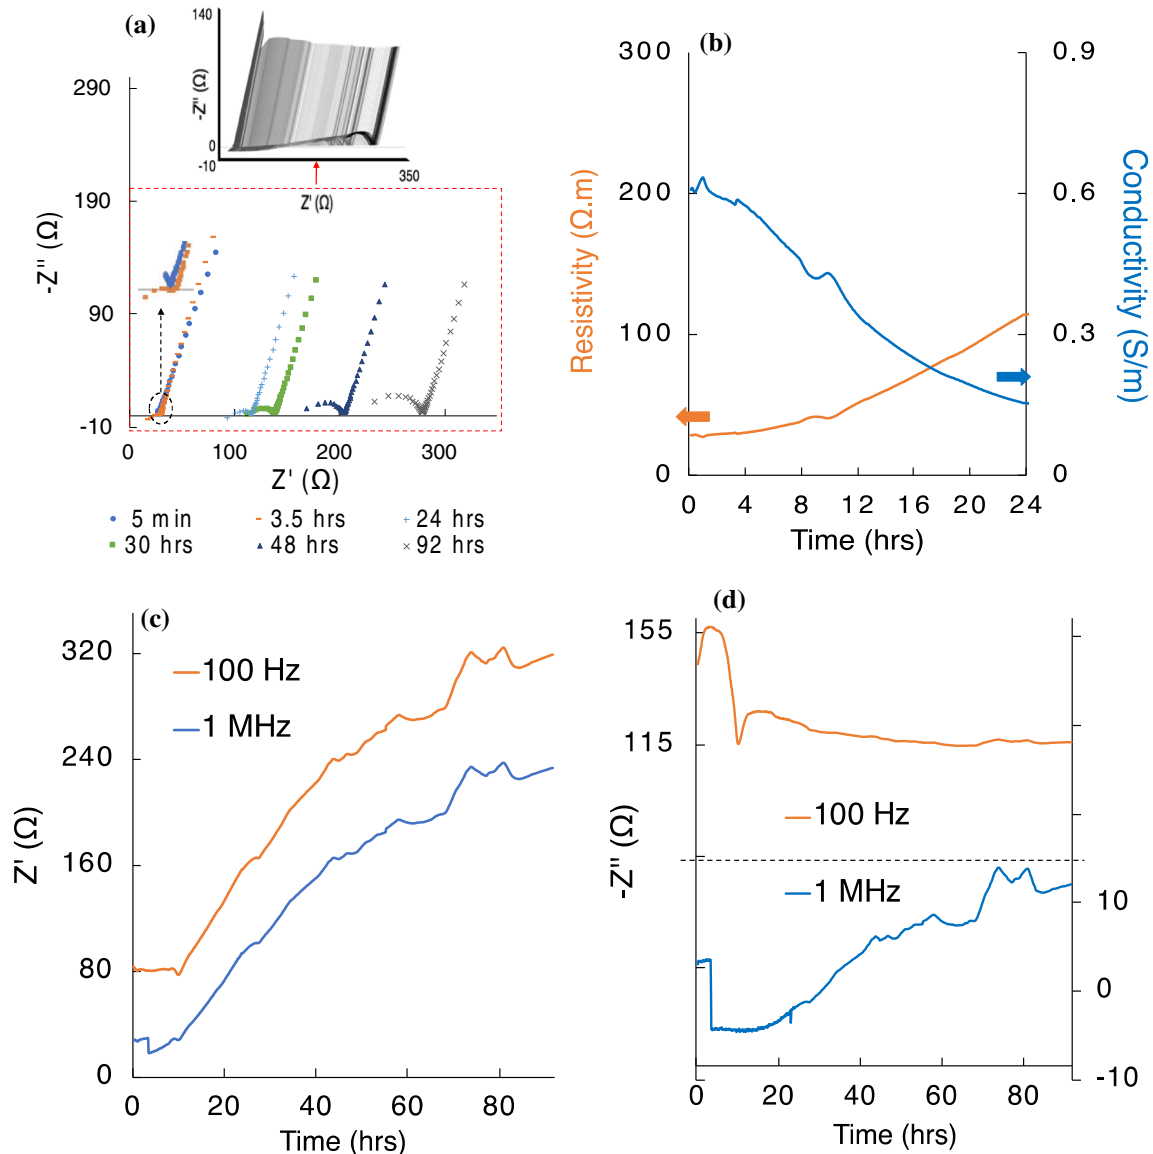 (a)
140
-Z'' (Ω)
0
-10
350
Z' (Ω)
290
190
90
-10
-Z'' (Ω)
0
100
200
300
Z' (Ω)
5 min
3.5 hrs
24 hrs
30 hrs
48 hrs
92 hrs
(b)
300
200
100
0
Resistivity (Ω.m)
0.9
0.6
0.3
0
Conductivity (S/m)
0 4 8 12 16 20 24
Time (hrs)
(c)
320
240
160
80
0
Z' (Ω)
100 Hz
1 MHz
0 20 40 60 80
Time (hrs)
(d)
155
115
-Z'' (Ω)
100 Hz
1 MHz
10
0
-10
0 20 40 60 80
Time (hrs)